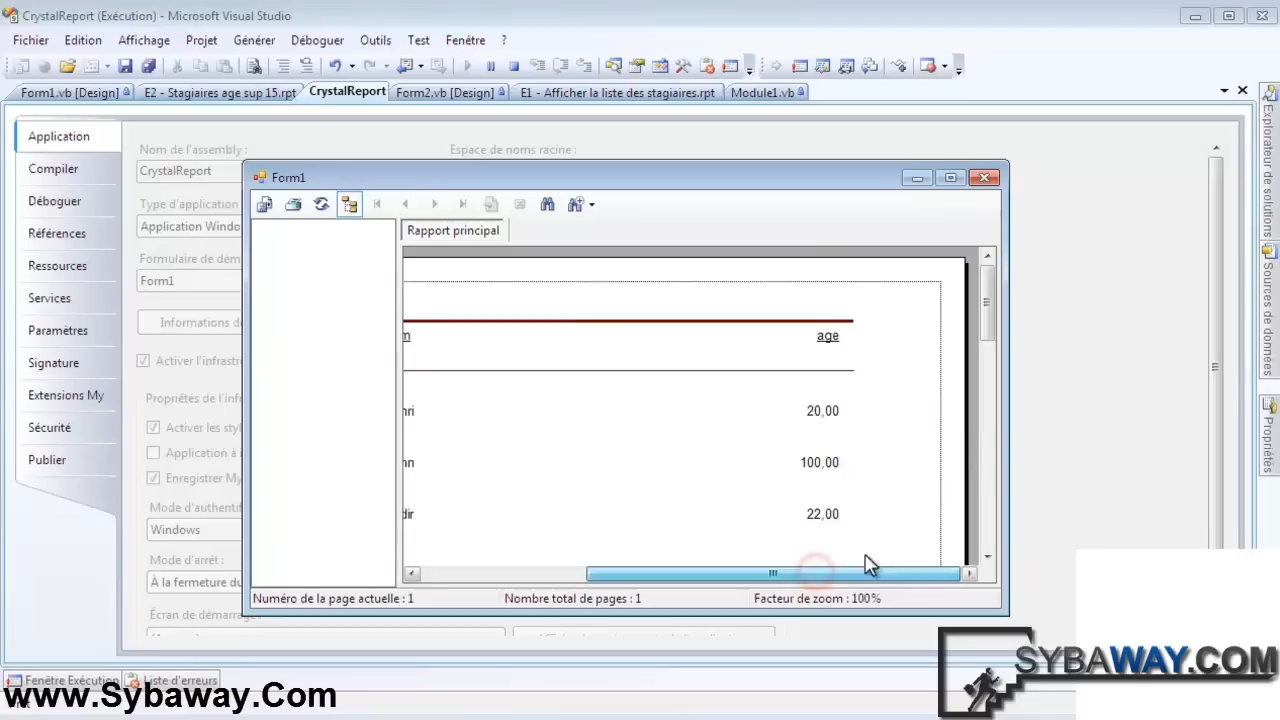 CrystalReport (Exécution) - Microsoft Visual Studio
Fichier Edition Affichage Projet Générer Déboguer Outils Test Fenêtre ?
Form1.vb [Design] E2 - Stagiaires age sup 15.rpt CrystalReport Form2.vb [Design] E1 - Afficher la liste des stagiaires.rpt Module1.vb
Application
Compiler
Déboguer
Références
Ressources
Services
Paramètres
Signature
Extensions My
Sécurité
Publier
Nom de l'assembly :
Espace de noms racine :
CrystalReport
Type d'application
Application Windo
Formulaire de dém
Form1
Informations d
Activer l'infrastr
Propriétés de l'inf
Activer les sty
Application à
Enregistrer My
Mode d'authentif
Windows
Mode d'arrêt :
À la fermeture du
Écran de démarrage
Form1
Rapport principal
m age
hri 20,00
hn 100,00
dir 22,00
Numéro de la page actuelle : 1 Nombre total de pages : 1 Facteur de zoom : 100%
Explorateur de solutions
Sources de données
Propriétés
Fenêtre Exécution Liste d'erreurs
www.Sybaway.Com
SYBAWAY.COM